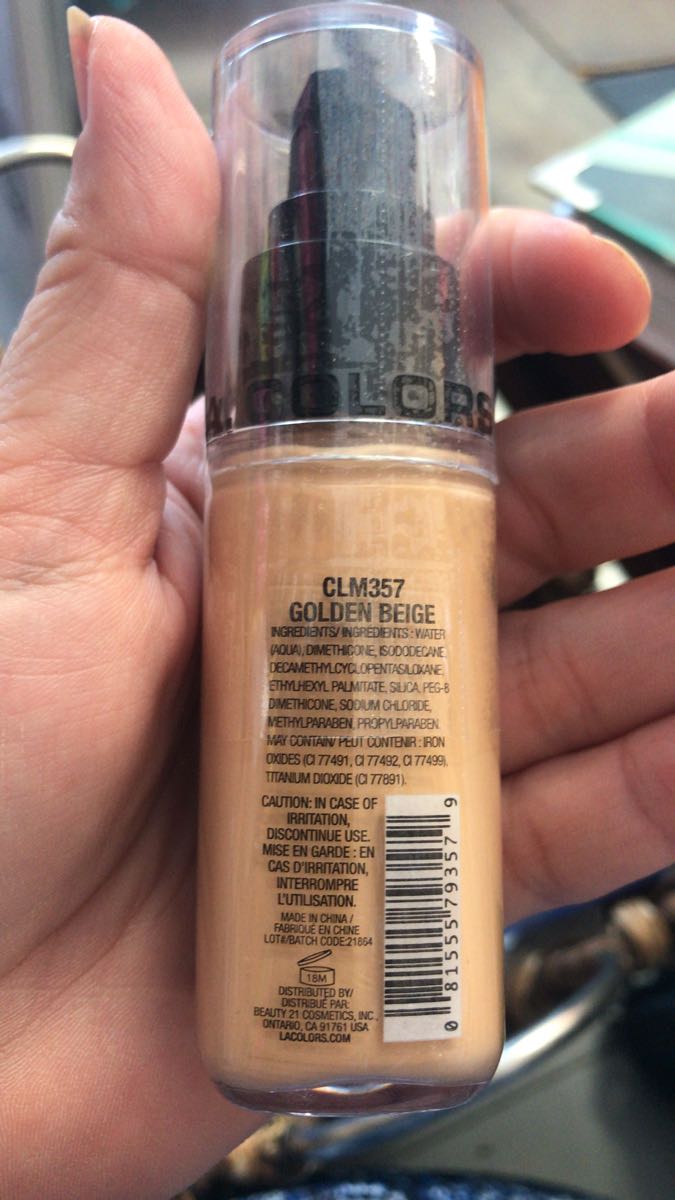 A. COLORS
CLM357
GOLDEN BEIGE
INGREDIENTS/ INGRÉDIENTS : WATER
(AQUA), DIMETHICONE, ISODODECANE,
DECAMETHYLCYCLOPENTASILOXANE,
ETHYLHEXYL PALMITATE, SILICA, PEG-8
DIMETHICONE, SODIUM CHLORIDE,
METHYLPARABEN, PROPYLPARABEN.
MAY CONTAIN/ PEUT CONTENIR : IRON
OXIDES (CI 77491, CI 77492, CI 77499),
TITANIUM DIOXIDE (CI 77891).
CAUTION: IN CASE OF
IRRITATION,
DISCONTINUE USE.
MISE EN GARDE : EN
CAS D'IRRITATION,
INTERROMPRE
L'UTILISATION.
MADE IN CHINA /
FABRIQUÉ EN CHINE
LOT#/BATCH CODE:21864
18M
DISTRIBUTED BY/
DISTRIBUÉ PAR:
BEAUTY 21 COSMETICS, INC.
ONTARIO, CA 91761 USA
LACOLORS.COM
0 81555 79357 9